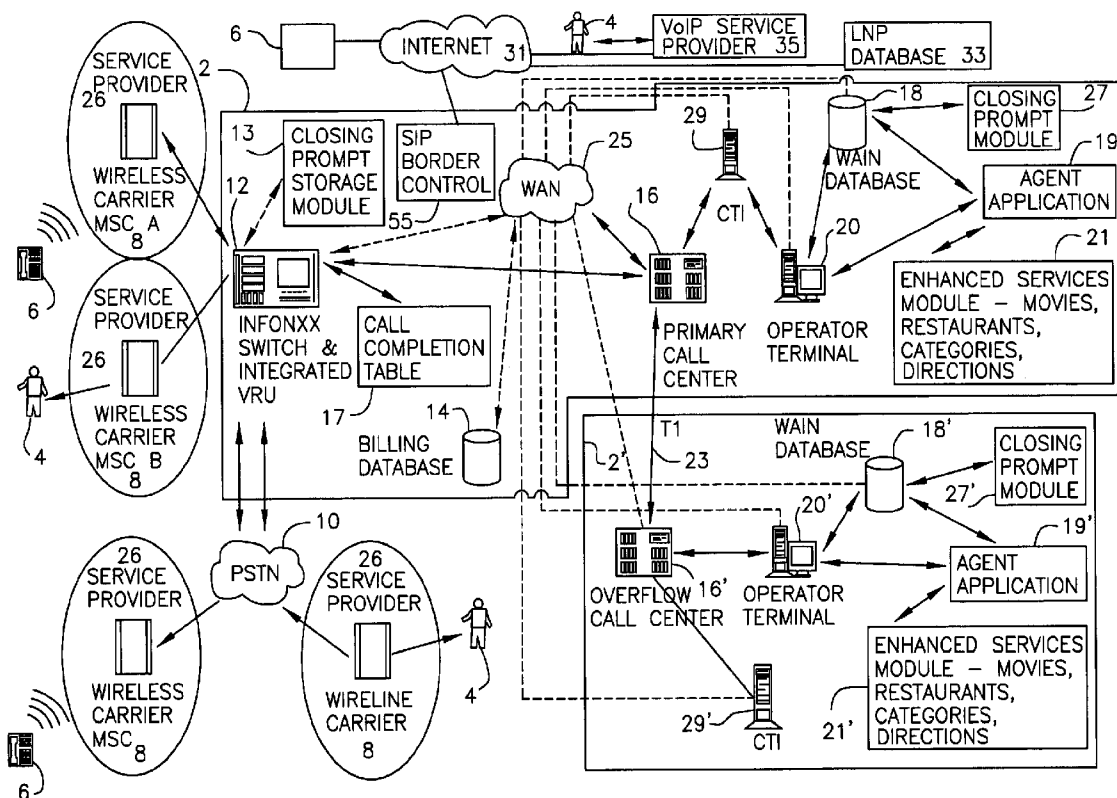 6
INTERNET
31
4
VoIP SERVICE
PROVIDER 35
LNP
DATABASE 33
SERVICE
PROVIDER
26
WIRELESS
CARRIER
MSC A
8
6
2
13
CLOSING
PROMPT
STORAGE
MODULE
12
SIP
BORDER
CONTROL
55
WAN
25
29
CTI
18
WAIN
DATABASE
CLOSING
PROMPT
MODULE
27
19
AGENT
APPLICATION
16
PRIMARY
CALL
CENTER
20
OPERATOR
TERMINAL
21
ENHANCED SERVICES
MODULE – MOVIES,
RESTAURANTS,
CATEGORIES,
DIRECTIONS
SERVICE
PROVIDER
26
WIRELESS
CARRIER
MSC B
8
4
INFONXX
SWITCH &
INTEGRATED
VRU
CALL
COMPLETION
TABLE
17
14
BILLING
DATABASE
10
PSTN
26
SERVICE
PROVIDER
WIRELESS
CARRIER
MSC
8
6
26
SERVICE
PROVIDER
WIRELINE
CARRIER
8
4
T1
23
2'
WAIN
DATABASE
18'
CLOSING
PROMPT
MODULE
27'
19'
AGENT
APPLICATION
OVERFLOW
CALL CENTER
16'
20'
OPERATOR
TERMINAL
ENHANCED SERVICES
MODULE – MOVIES,
RESTAURANTS,
CATEGORIES,
DIRECTIONS
21'
29'
CTI